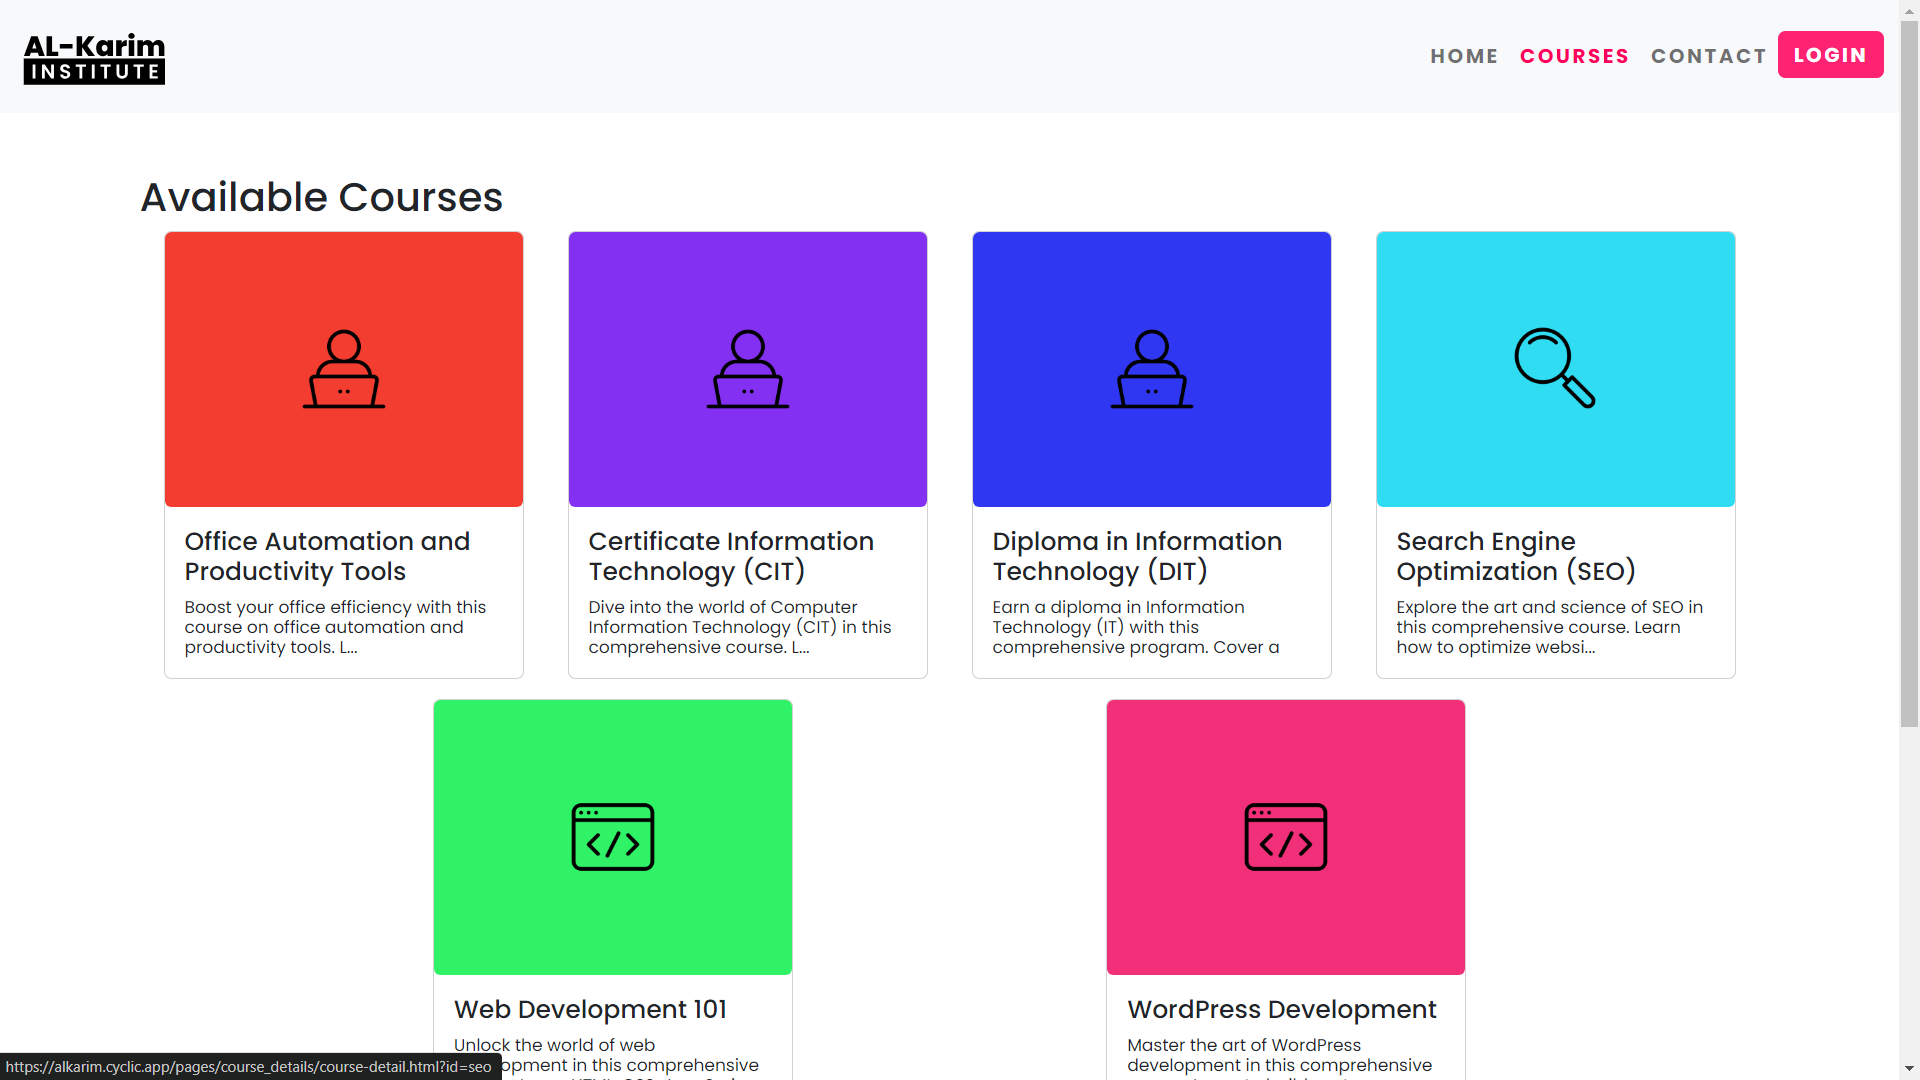 AL-Karim
INSTITUTE
HOME
COURSES
CONTACT
LOGIN
Available Courses
Office Automation and
Productivity Tools
Boost your office efficiency with this
course on office automation and
productivity tools. L...
Certificate Information
Technology (CIT)
Dive into the world of Computer
Information Technology (CIT) in this
comprehensive course. L...
Diploma in Information
Technology (DIT)
Earn a diploma in Information
Technology (IT) with this
comprehensive program. Cover a
Search Engine
Optimization (SEO)
Explore the art and science of SEO in
this comprehensive course. Learn
how to optimize websi...
Web Development 101
Unlock the world of web
opment in this comprehensive
WordPress Development
Master the art of WordPress
development in this comprehensive
https://alkarim.cyclic.app/pages/course_details/course-detail.html?id=seo